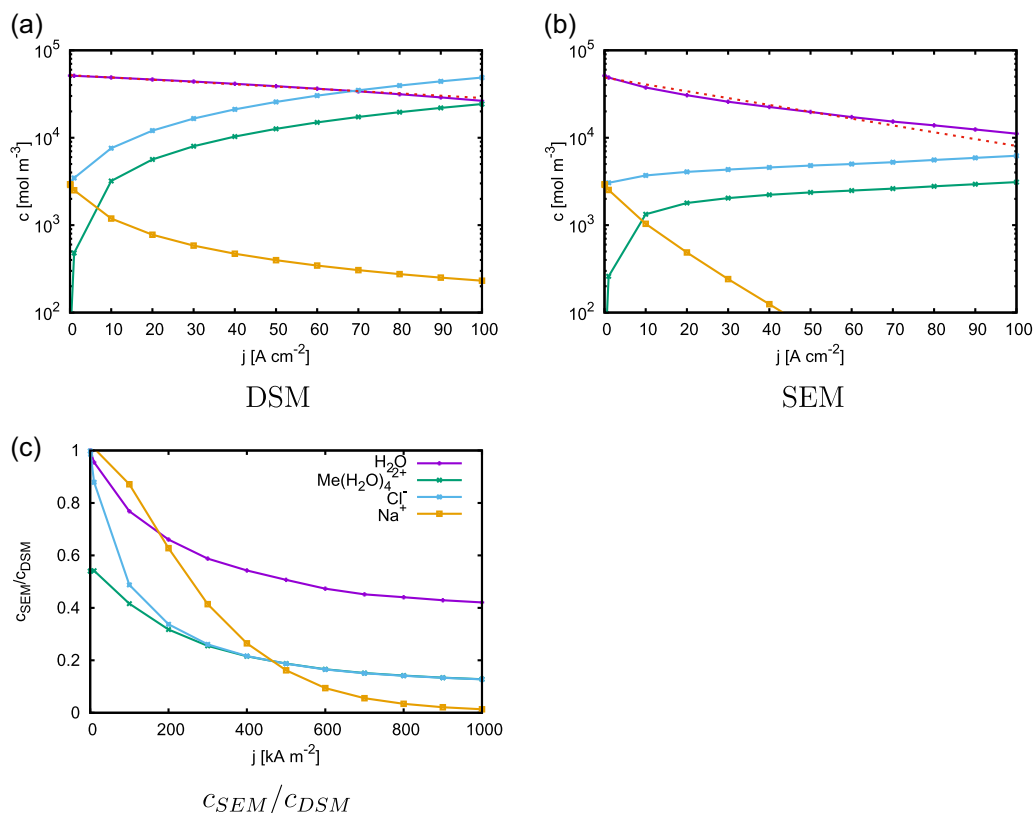 (a)
10^5
10^4
10^3
10^2
c [mol m^-3]
0 10 20 30 40 50 60 70 80 90 100
j [A cm^-2]
DSM
(b)
10^5
10^4
10^3
10^2
c [mol m^-3]
0 10 20 30 40 50 60 70 80 90 100
j [A cm^-2]
SEM
(c)
1
0.8
0.6
0.4
0.2
0
c_SEM/c_DSM
H_2O
Me(H_2O)_4^2+
Cl^-
Na^+
0 200 400 600 800 1000
j [kA m^-2]
c_SEM/c_DSM